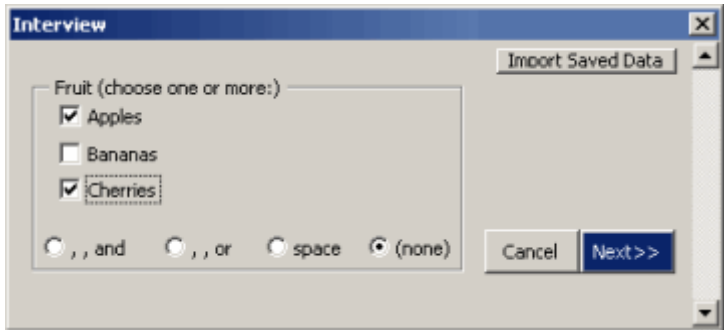 Interview
Import Saved Data
Fruit (choose one or more:)
Apples
Bananas
Cherries
, , and , , or space (none)
Cancel Next>>